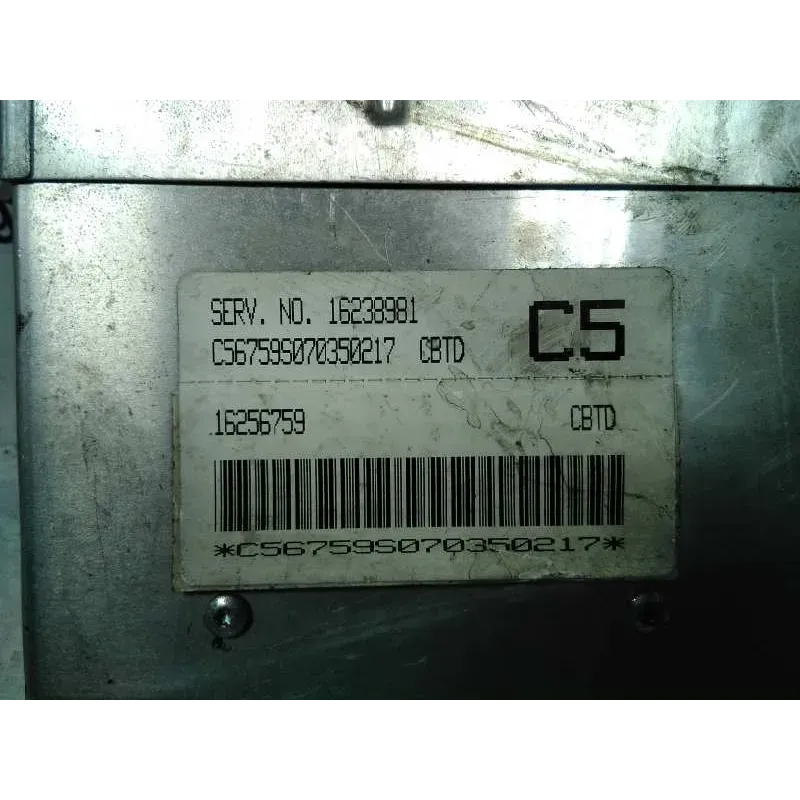 SERV. NO. 16238981
C5
C56759S070350217 CBTD
16256759 CBTD
*C56759S070350217*